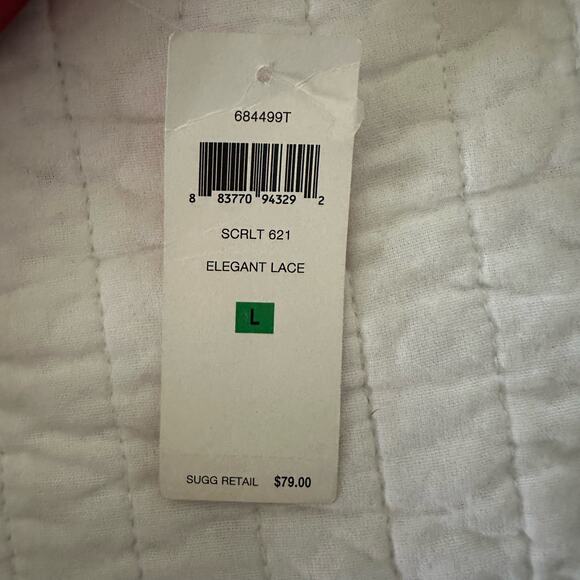 684499T
8 83770 94329 2
SCRLT 621
ELEGANT LACE
L
SUGG RETAIL $79.00